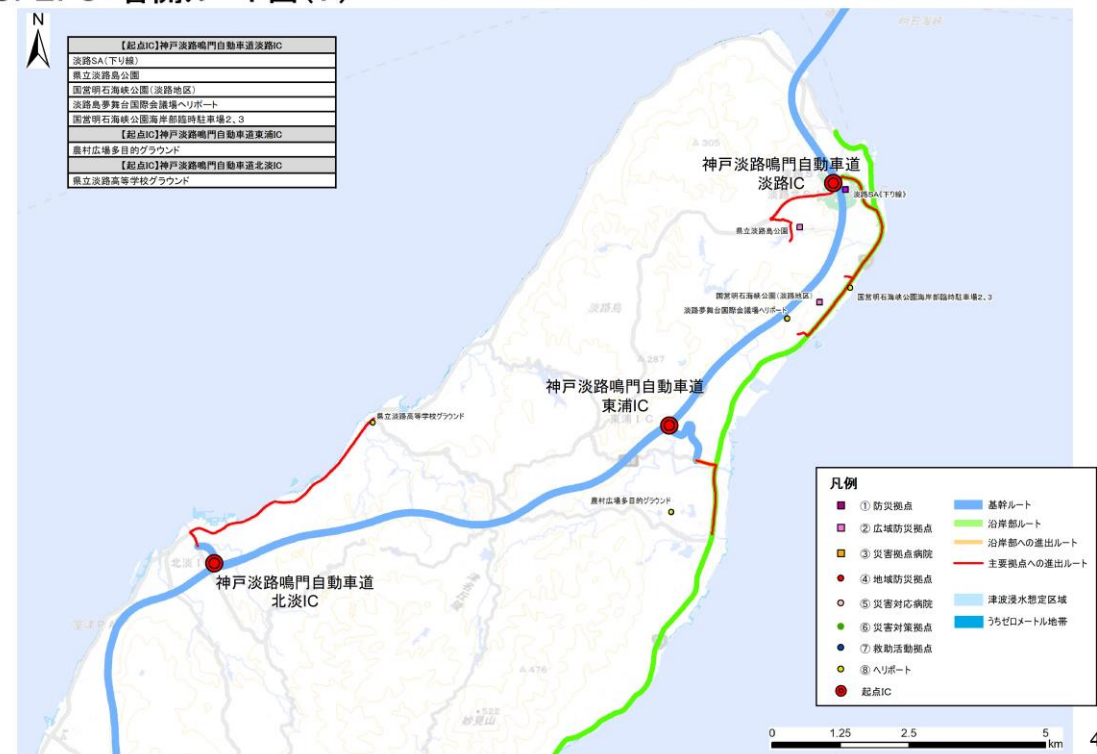 N
【起点IC】神戸淡路鳴門自動車道淡路IC
淡路SA(下り線)
県立淡路島公園
国営明石海峡公園(淡路地区)
淡路島夢舞台国際会議場ヘリポート
国営明石海峡公園海岸部臨時駐車場2、3
【起点IC】神戸淡路鳴門自動車道東浦IC
農村広場多目的グラウンド
【起点IC】神戸淡路鳴門自動車道北淡IC
県立淡路高等学校グラウンド
明石海峡
305
神戸淡路鳴門自動車道
淡路IC
淡路SA(下り線)
県立淡路島公園
国営明石海峡公園(淡路地区)
国営明石海峡公園海岸部臨時駐車場2、3
淡路夢舞台国際会議場ヘリポート
淡路島
287
神戸淡路鳴門自動車道
東浦IC
東浦IC
県立淡路高等学校グラウンド
農村広場多目的グラウンド
北淡I
神戸淡路鳴門自動車道
北淡IC
476
522
妙見山
凡例
① 防災拠点
② 広域防災拠点
③ 災害拠点病院
④ 地域防災拠点
⑤ 災害対応病院
⑥ 災害対策拠点
⑦ 救助活動拠点
⑧ ヘリポート
起点IC
基幹ルート
沿岸部ルート
沿岸部への進出ルート
主要拠点への進出ルート
津波浸水想定区域
うちゼロメートル地帯
0 1.25 2.5 5
km
4